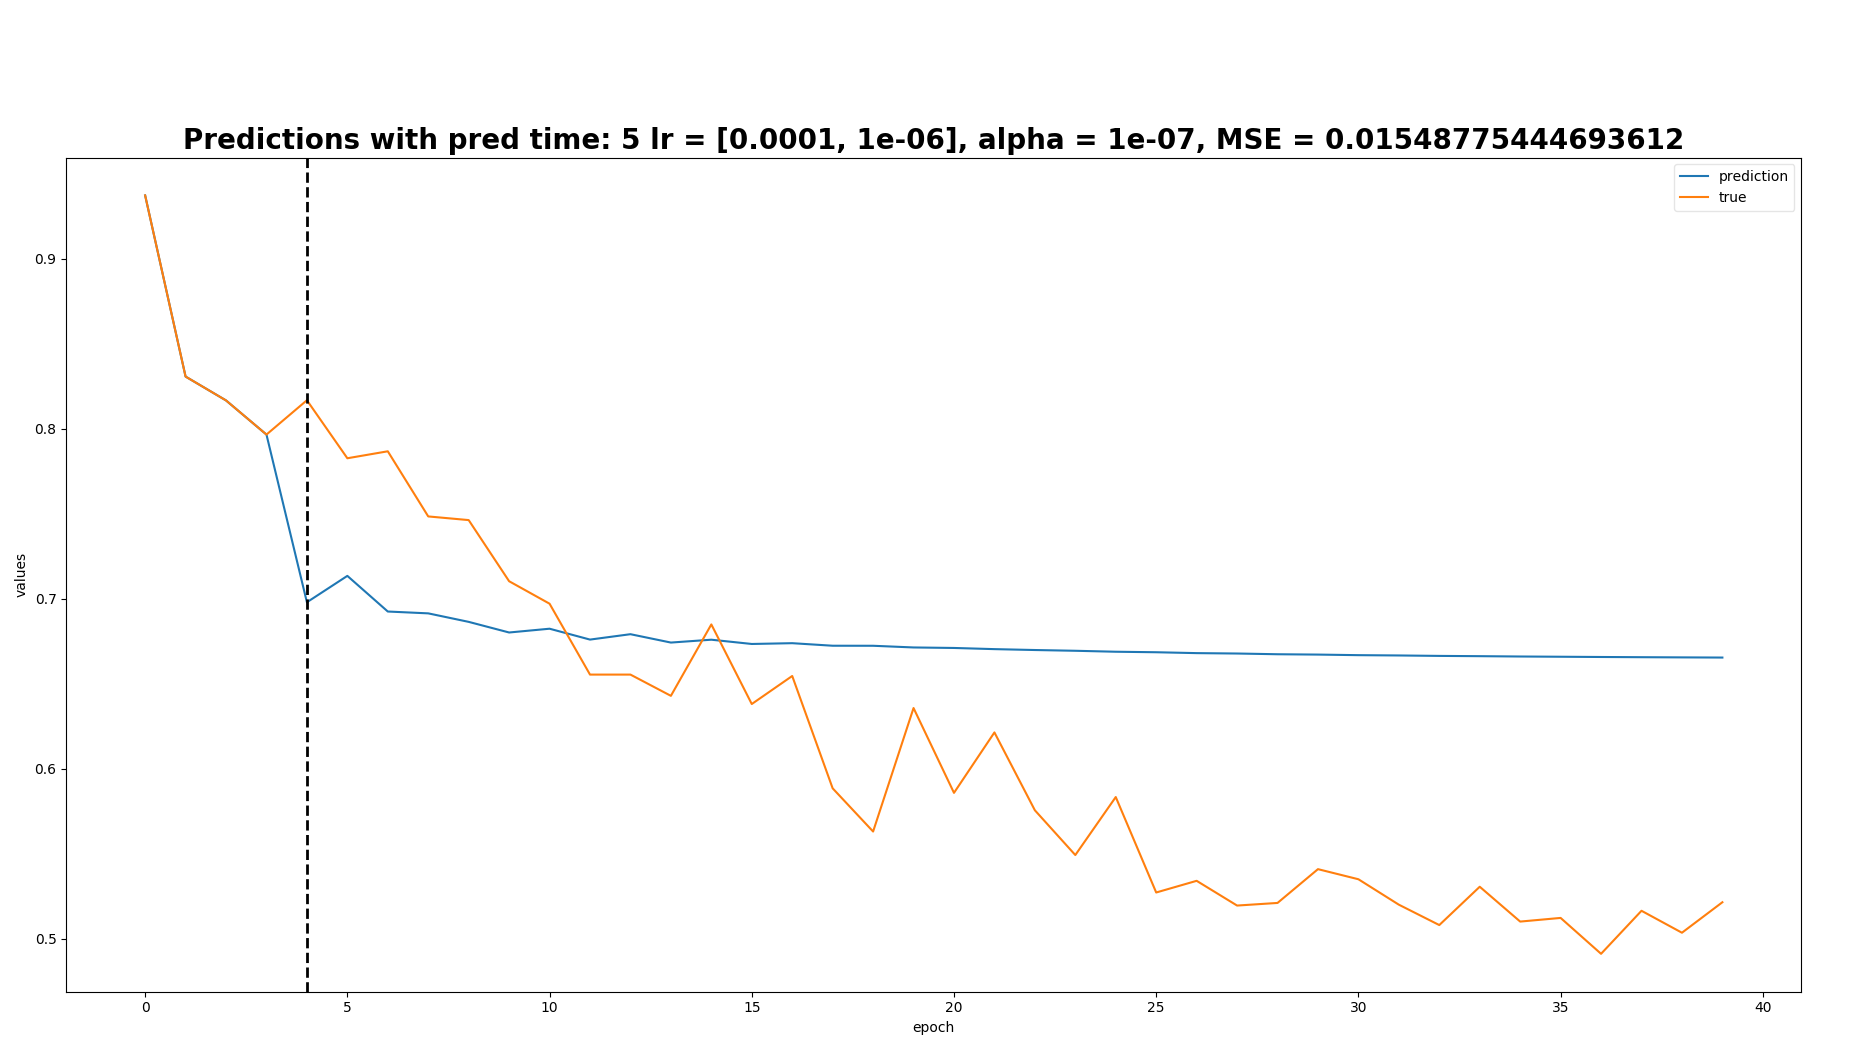 Predictions with pred time: 5 lr = [0.0001, 1e-06], alpha = 1e-07, MSE = 0.01548775444693612
prediction
true
0.9
0.8
0.7
0.6
0.5
values
0 5 10 15 20 25 30 35 40
epoch